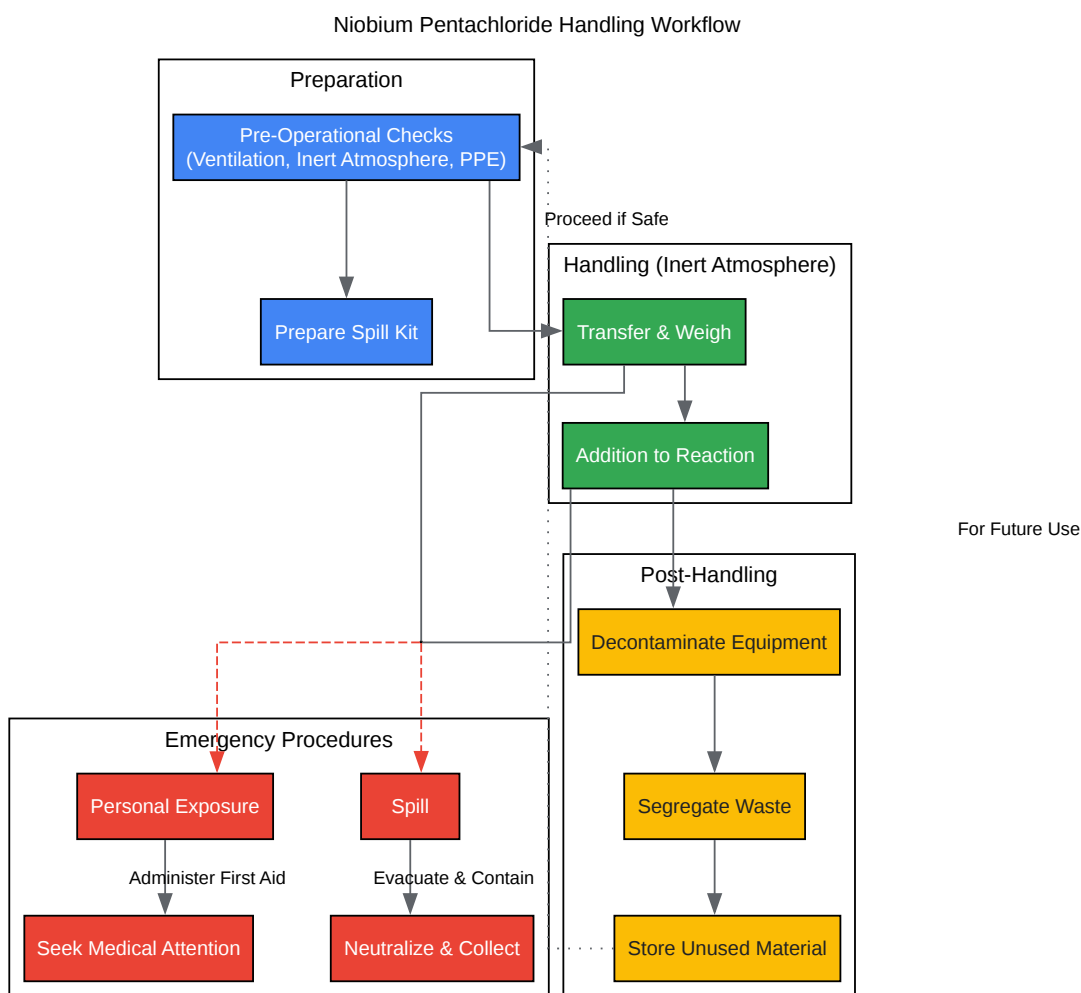 Niobium Pentachloride Handling Workflow
Preparation
Pre-Operational Checks
(Ventilation, Inert Atmosphere, PPE)
Proceed if Safe
Handling (Inert Atmosphere)
Prepare Spill Kit
Transfer & Weigh
Addition to Reaction
For Future Use
Post-Handling
Decontaminate Equipment
Emergency Procedures
Personal Exposure
Spill
Segregate Waste
Administer First Aid
Evacuate & Contain
Seek Medical Attention
Neutralize & Collect
Store Unused Material